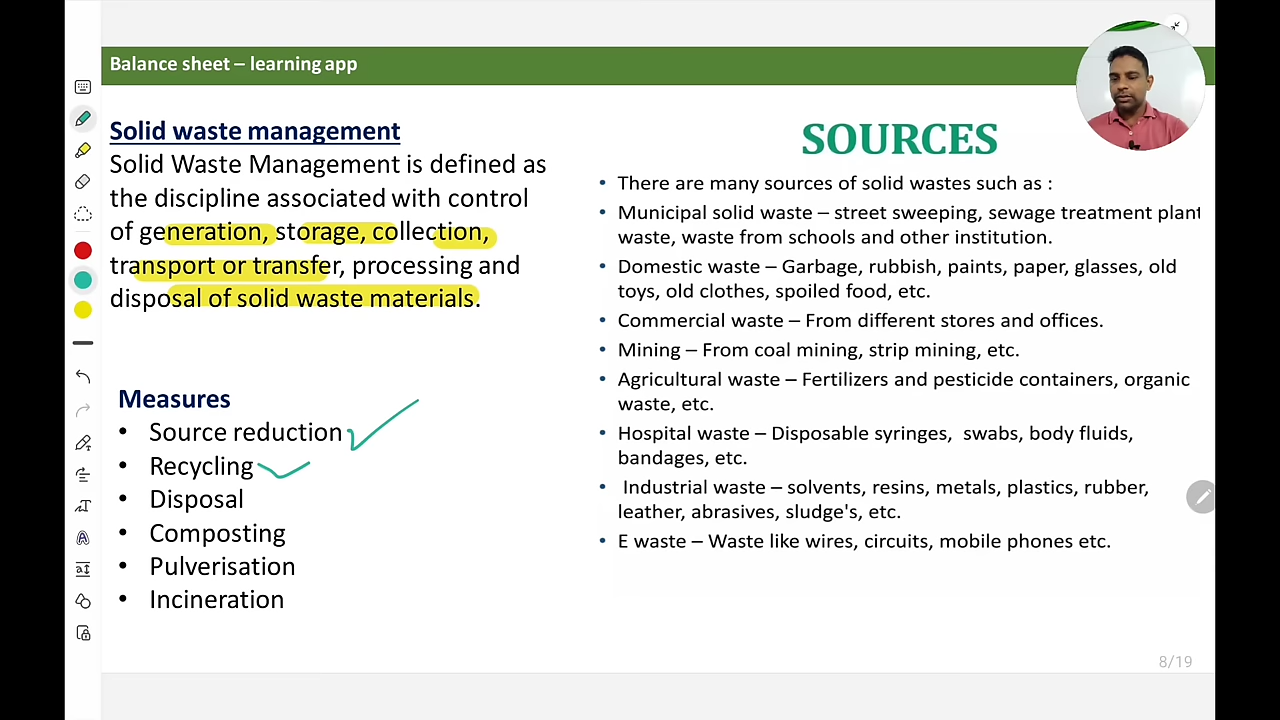 Balance sheet – learning app
Solid waste management
Solid Waste Management is defined as
the discipline associated with control
of generation, storage, collection,
transport or transfer, processing and
disposal of solid waste materials.
Measures
• Source reduction
• Recycling
• Disposal
• Composting
• Pulverisation
• Incineration
SOURCES
• There are many sources of solid wastes such as :
• Municipal solid waste – street sweeping, sewage treatment plant
waste, waste from schools and other institution.
• Domestic waste – Garbage, rubbish, paints, paper, glasses, old
toys, old clothes, spoiled food, etc.
• Commercial waste – From different stores and offices.
• Mining – From coal mining, strip mining, etc.
• Agricultural waste – Fertilizers and pesticide containers, organic
waste, etc.
• Hospital waste – Disposable syringes, swabs, body fluids,
bandages, etc.
• Industrial waste – solvents, resins, metals, plastics, rubber,
leather, abrasives, sludge's, etc.
• E waste – Waste like wires, circuits, mobile phones etc.
8/19